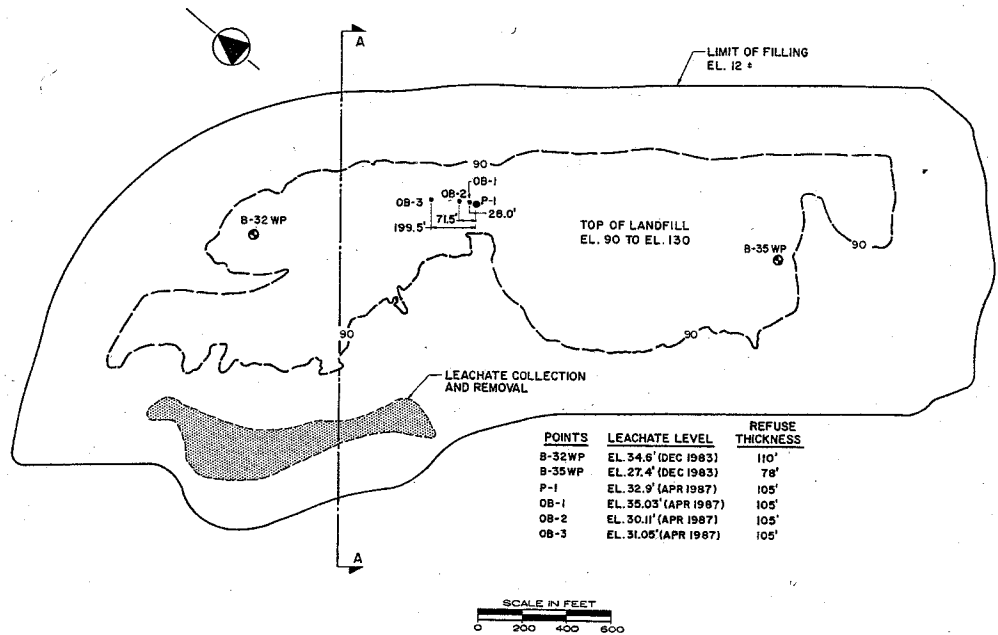 A
LIMIT OF FILLING
EL. 12 ±
90
OB-1
OB-3
OB-2
P-1
B-32 WP
71.5'
26.0'
199.5'
TOP OF LANDFILL
EL. 90 TO EL. 130
90
B-35 WP
90
90
LEACHATE COLLECTION
AND REMOVAL
POINTS LEACHATE LEVEL REFUSE THICKNESS
B-32WP EL.34.6' (DEC 1983) 110'
B-35WP EL.27.4' (DEC 1983) 78'
P-1 EL.32.9' (APR 1987) 105'
OB-1 EL.35.03' (APR 1987) 105'
OB-2 EL.30.11' (APR 1987) 105'
OB-3 EL.31.05' (APR 1987) 105'
A
SCALE IN FEET
0 200 400 600